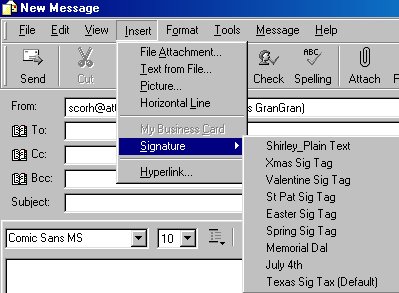 New Message
File Edit View Insert Format Tools Message Help
File Attachment...
Text from File...
Picture...
Horizontal Line
My Business Card
Signature
Hyperlink...
Send Cut Check Spelling Attach
From: scorh@at s GranGran)
To:
Cc:
Bcc:
Subject:
Shirley_Plain Text
Xmas Sig Tag
Valentine Sig Tag
St Pat Sig Tag
Easter Sig Tag
Spring Sig Tag
Memorial Dal
July 4th
Texas Sig Tax (Default)
Comic Sans MS 10
ABC